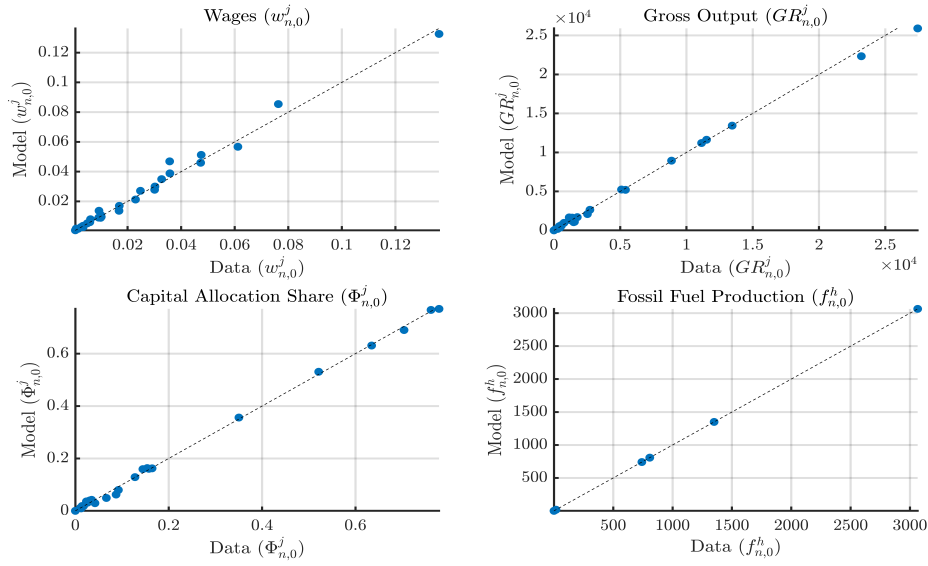 Wages (w^j_{n,0})
0.12
0.1
0.08
0.06
0.04
0.02
Model (w^j_{n,0})
0.02 0.04 0.06 0.08 0.1 0.12
Data (w^j_{n,0})
Gross Output (GR^j_{n,0})
×10^4
2.5
2
1.5
1
0.5
0
Model (GR^j_{n,0})
0 0.5 1 1.5 2 2.5
Data (GR^j_{n,0})
×10^4
Capital Allocation Share (Φ^j_{n,0})
0.6
0.4
0.2
0
Model (Φ^j_{n,0})
0 0.2 0.4 0.6
Data (Φ^j_{n,0})
Fossil Fuel Production (f^h_{n,0})
3000
2500
2000
1500
1000
500
Model (f^h_{n,0})
500 1000 1500 2000 2500 3000
Data (f^h_{n,0})